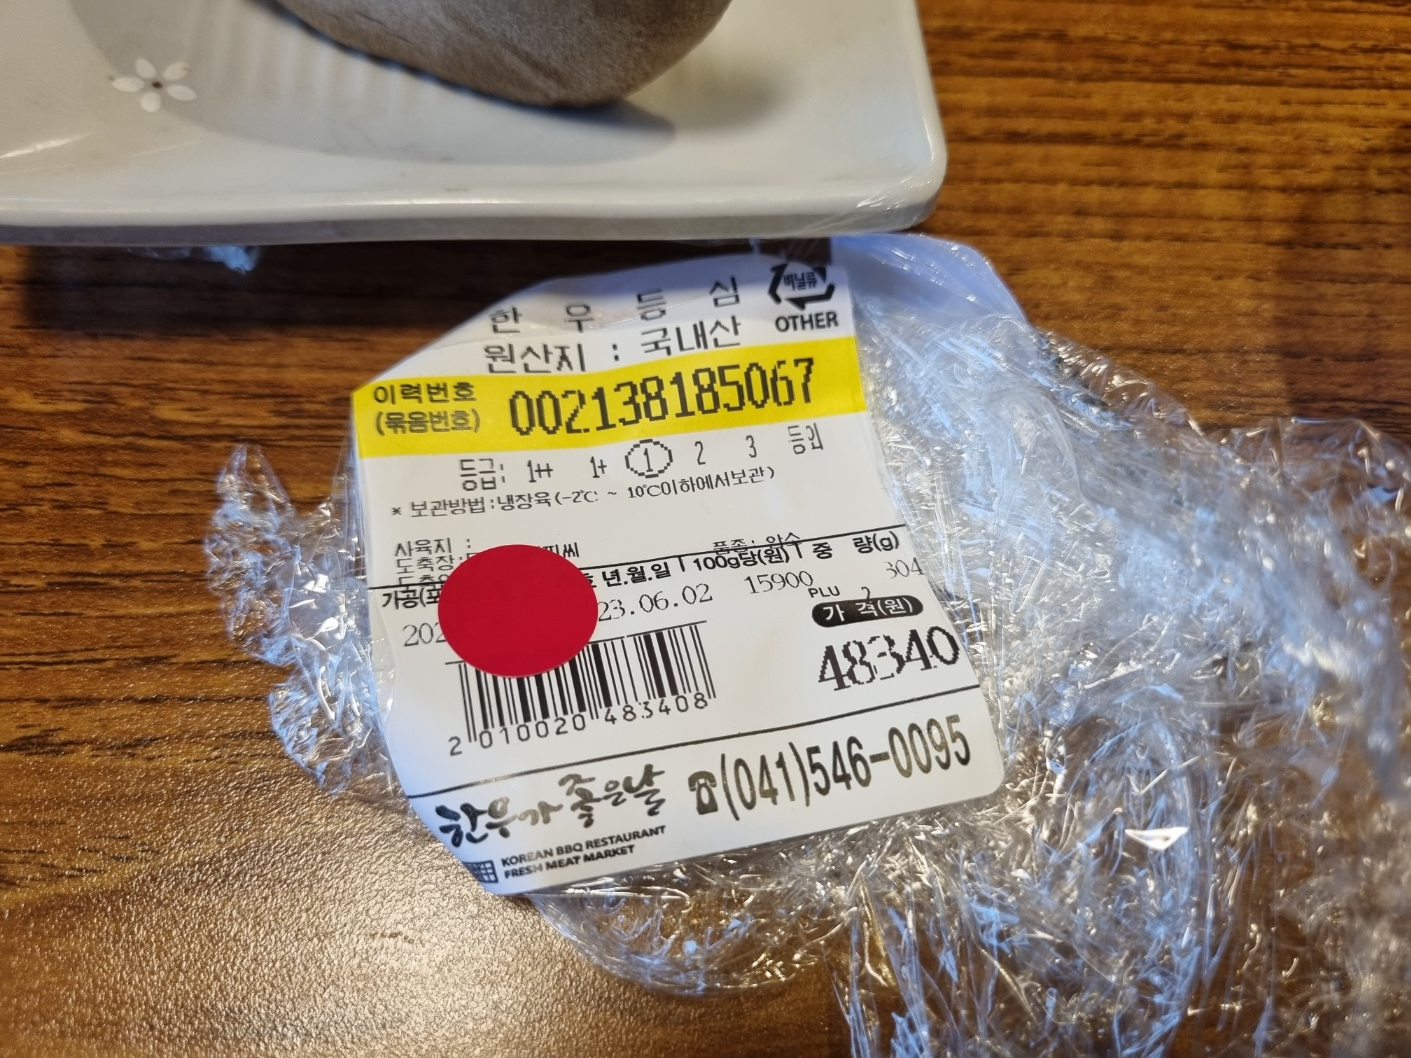 한 우 등 심
비닐류
OTHER
원산지 : 국내산
이력번호
(묶음번호)
002138185067
등급: 1++ 1+ 1 2 3 등외
* 보관방법:냉장육(-2℃ ~ 10℃이하에서보관)
사육지 :
도축장:
품종: 암소
년.월.일 100g당(원) 중 량(g)
가공(포
202 23.06.02 15900 304
PLU 2
가 격(원)
48340
2 010020 483408
한우가 좋은날 ☎(041)546-0095
KOREAN BBQ RESTAURANT
FRESH MEAT MARKET